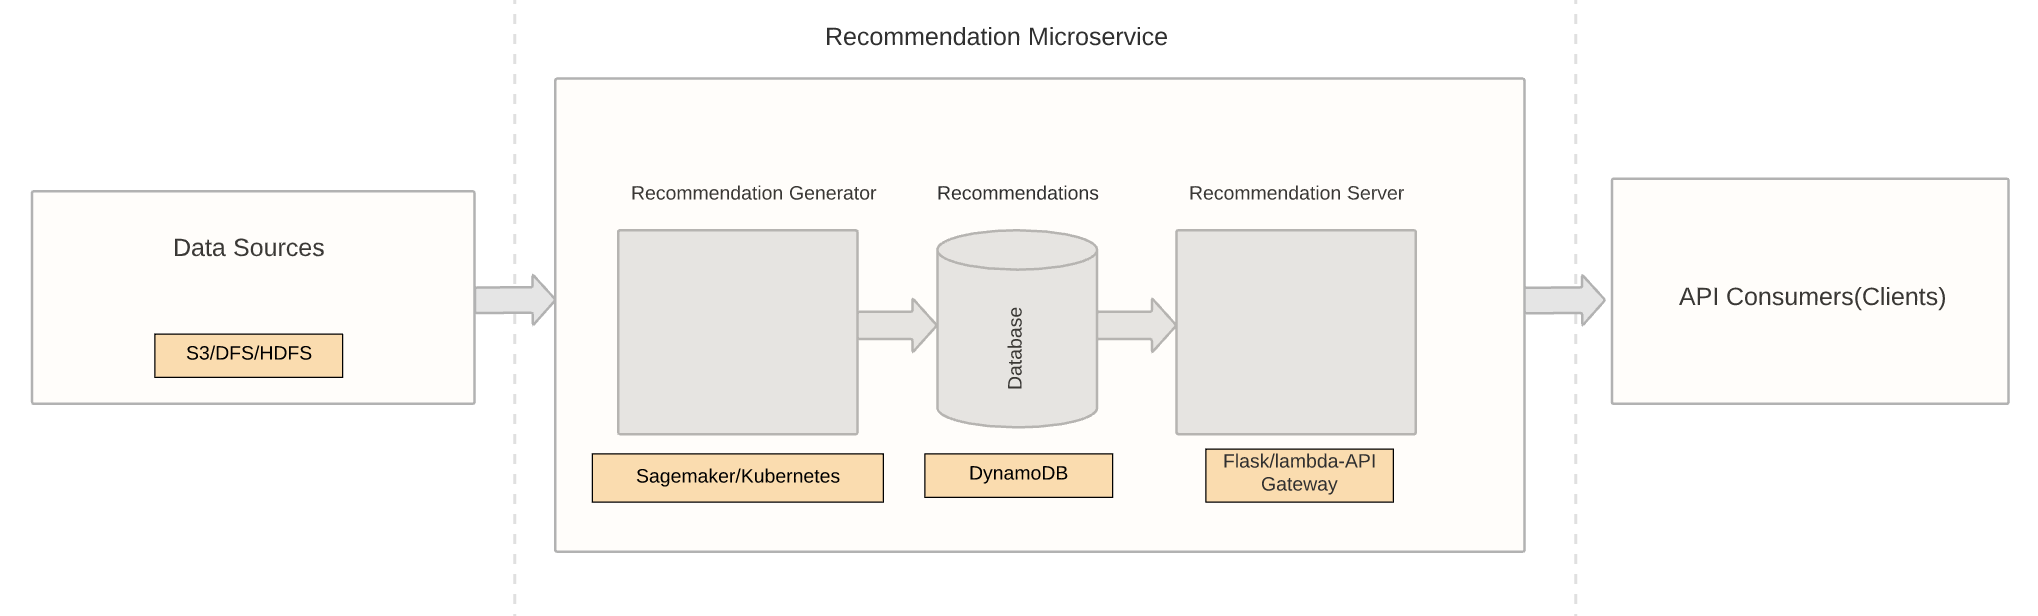 Recommendation Microservice
Data Sources
S3/DFS/HDFS
Recommendation Generator
Recommendations
Recommendation Server
Database
Sagemaker/Kubernetes
DynamoDB
Flask/lambda-API
Gateway
API Consumers(Clients)